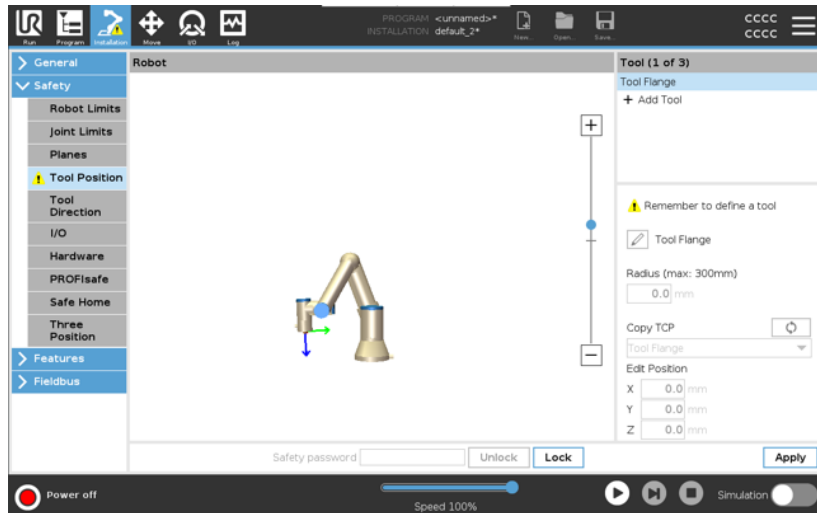 UR
PROGRAM <unnamed>*
INSTALLATION default_2*
CCCC
CCCC
Run Program Installation Move I/O Log New... Open... Save...
General
Robot
Tool (1 of 3)
Safety
Tool Flange
Robot Limits
+ Add Tool
Joint Limits
Planes
Tool Position
Tool
Direction
Remember to define a tool
I/O
Tool Flange
Hardware
PROFIsafe
Radius (max: 300mm)
0.0 mm
Safe Home
Three
Position
Copy TCP
Tool Flange
Features
Edit Position
Fieldbus
X 0.0 mm
Y 0.0 mm
Z 0.0 mm
Safety password Unlock Lock Apply
Power off
Speed 100%
Simulation